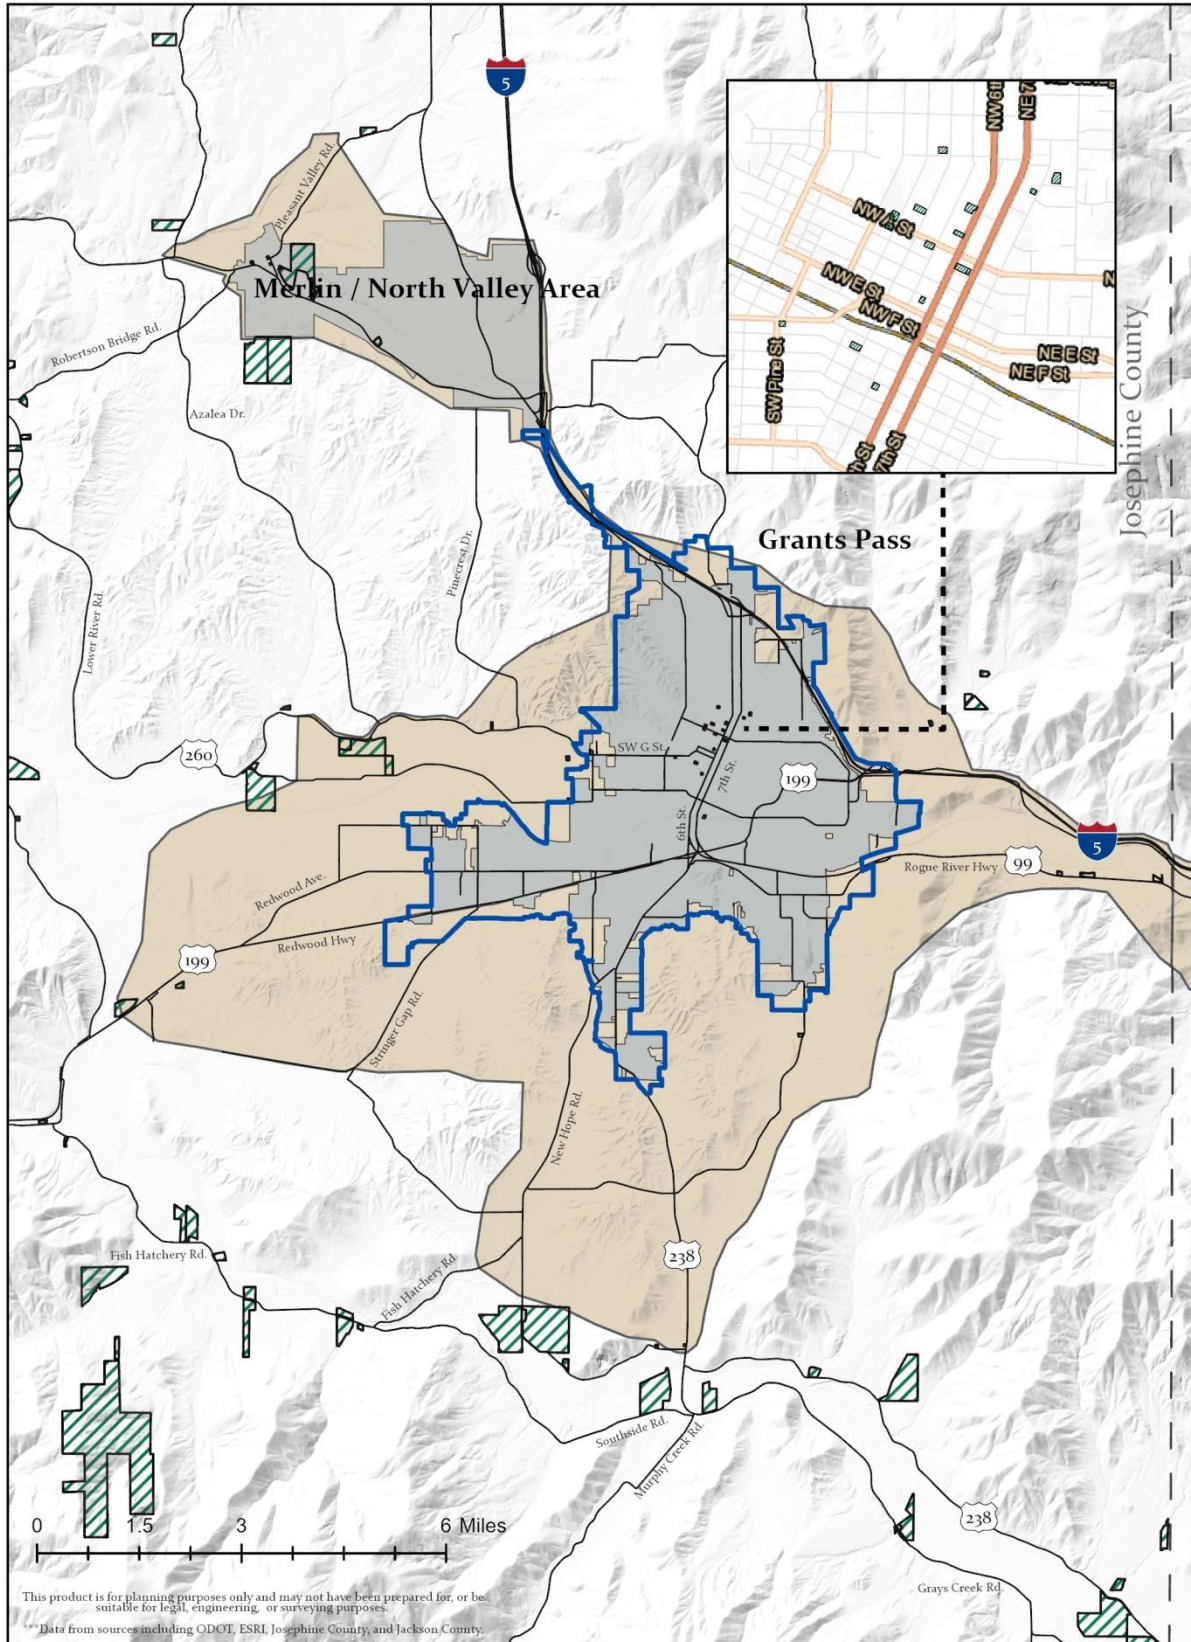 5
NW 6th
NE 7
NW A St
N
NW E St
NW F St
NE E St
NE F St
SW Pine St
th St
7th St
Josephine County
Pleasant Valley Rd.
Merlin / North Valley Area
Robertson Bridge Rd.
Azalea Dr.
Pinecrest Dr.
Lower River Rd.
Grants Pass
260
SW G St.
7th St.
199
6th St.
5
Rogue River Hwy
99
Redwood Ave.
Redwood Hwy
199
Stringer Gap Rd.
New Hope Rd.
238
Fish Hatchery Rd.
Fish Hatchery Rd.
Southside Rd.
Murphy Creek Rd.
238
Grays Creek Rd.
0 1.5 3 6 Miles
This product is for planning purposes only and may not have been prepared for, or be
suitable for legal, engineering, or surveying purposes.
***Data from sources including ODOT, ESRI, Josephine County, and Jackson County.